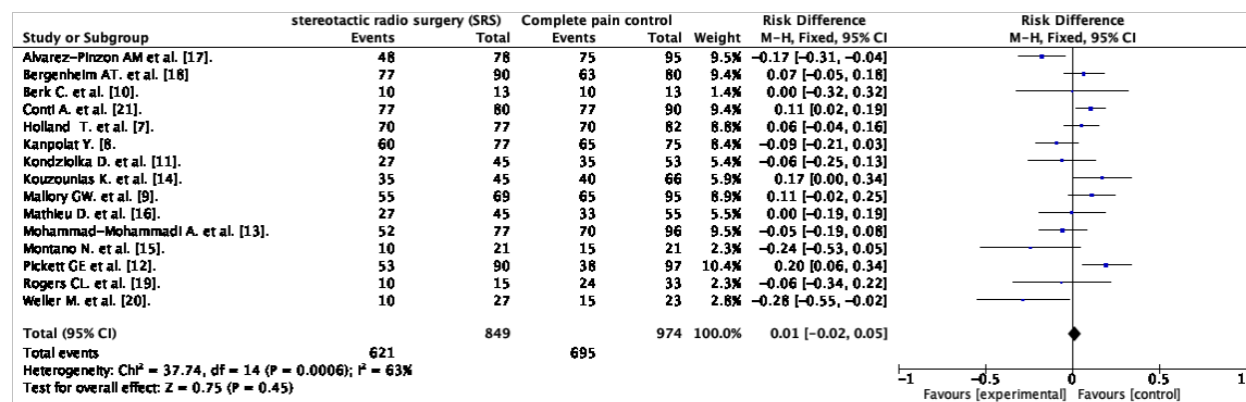 stereotactic radio surgery (SRS) Complete pain control Risk Difference Risk Difference
Study or Subgroup Events Total Events Total Weight M-H, Fixed, 95% CI M-H, Fixed, 95% CI
Alvarez-Pinzon AM et al. [17]. 48 78 75 95 9.5% -0.17 [-0.31, -0.04]
Bergenheim AT. et al. [18] 77 90 63 80 9.4% 0.07 [-0.05, 0.18]
Berk C. et al. [10]. 10 13 10 13 1.4% 0.00 [-0.32, 0.32]
Conti A. et al. [21]. 77 80 77 90 9.4% 0.11 [0.02, 0.19]
Holland T. et al. [7]. 70 77 70 82 8.8% 0.06 [-0.04, 0.16]
Kanpolat Y. [8. 60 77 65 75 8.4% -0.09 [-0.21, 0.03]
Kondziolka D. et al. [11]. 27 45 35 53 5.4% -0.06 [-0.25, 0.13]
Kouzounias K. et al. [14]. 35 45 40 66 5.9% 0.17 [0.00, 0.34]
Mallory GW. et al. [9]. 55 69 65 95 8.9% 0.11 [-0.02, 0.25]
Mathieu D. et al. [16]. 27 45 33 55 5.5% 0.00 [-0.19, 0.19]
Mohammad-Mohammadi A. et al. [13]. 52 77 70 96 9.5% -0.05 [-0.19, 0.08]
Montano N. et al. [15]. 10 21 15 21 2.3% -0.24 [-0.53, 0.05]
Pickett GE et al. [12]. 53 90 38 97 10.4% 0.20 [0.06, 0.34]
Rogers CL. et al. [19]. 10 15 24 33 2.3% -0.06 [-0.34, 0.22]
Weller M. et al. [20]. 10 27 15 23 2.8% -0.28 [-0.55, -0.02]
Total (95% CI) 849 974 100.0% 0.01 [-0.02, 0.05]
Total events 621 695
Heterogeneity: Chi² = 37.74, df = 14 (P = 0.0006); I² = 63%
Test for overall effect: Z = 0.75 (P = 0.45)
-1 -0.5 0 0.5 1
Favours [experimental] Favours [control]